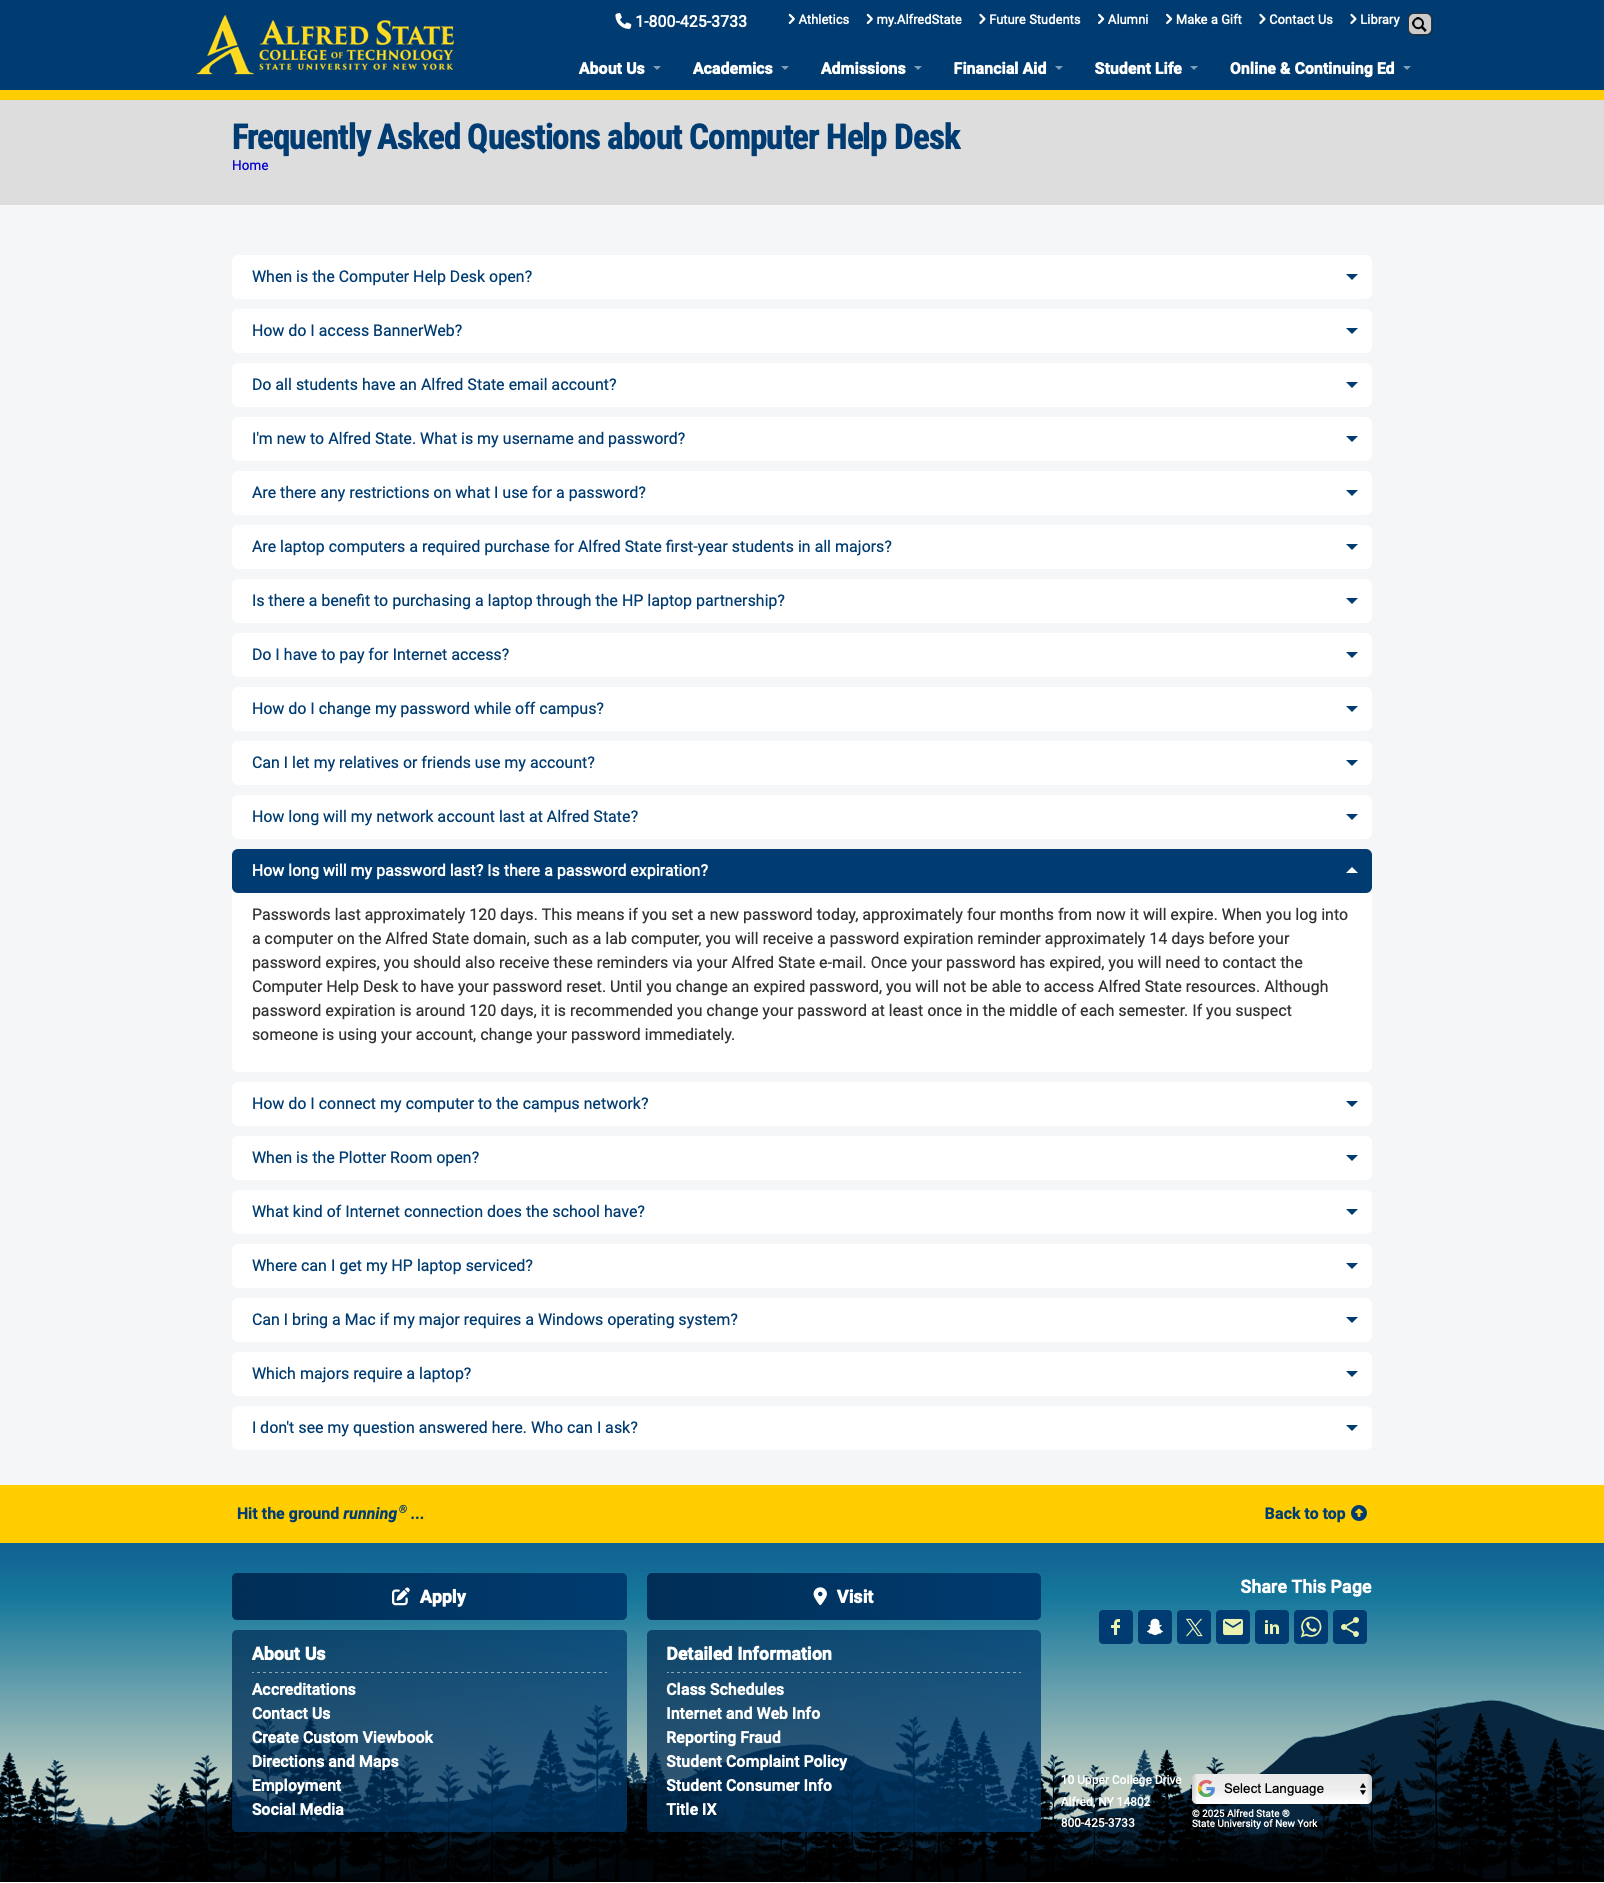 ALFRED STATE
COLLEGE OF TECHNOLOGY
STATE UNIVERSITY OF NEW YORK
1-800-425-3733
Athletics
my.AlfredState
Future Students
Alumni
Make a Gift
Contact Us
Library
About Us
Academics
Admissions
Financial Aid
Student Life
Online & Continuing Ed
Frequently Asked Questions about Computer Help Desk
Home
When is the Computer Help Desk open?
How do I access BannerWeb?
Do all students have an Alfred State email account?
I'm new to Alfred State. What is my username and password?
Are there any restrictions on what I use for a password?
Are laptop computers a required purchase for Alfred State first-year students in all majors?
Is there a benefit to purchasing a laptop through the HP laptop partnership?
Do I have to pay for Internet access?
How do I change my password while off campus?
Can I let my relatives or friends use my account?
How long will my network account last at Alfred State?
How long will my password last? Is there a password expiration?
Passwords last approximately 120 days. This means if you set a new password today, approximately four months from now it will expire. When you log into
a computer on the Alfred State domain, such as a lab computer, you will receive a password expiration reminder approximately 14 days before your
password expires, you should also receive these reminders via your Alfred State e-mail. Once your password has expired, you will need to contact the
Computer Help Desk to have your password reset. Until you change an expired password, you will not be able to access Alfred State resources. Although
password expiration is around 120 days, it is recommended you change your password at least once in the middle of each semester. If you suspect
someone is using your account, change your password immediately.
How do I connect my computer to the campus network?
When is the Plotter Room open?
What kind of Internet connection does the school have?
Where can I get my HP laptop serviced?
Can I bring a Mac if my major requires a Windows operating system?
Which majors require a laptop?
I don't see my question answered here. Who can I ask?
Hit the ground running® ...
Back to top
Apply
Visit
Share This Page
About Us
Accreditations
Contact Us
Create Custom Viewbook
Directions and Maps
Employment
Social Media
Detailed Information
Class Schedules
Internet and Web Info
Reporting Fraud
Student Complaint Policy
Student Consumer Info
Title IX
10 Upper College Drive
Alfred, NY 14802
800-425-3733
Select Language
© 2025 Alfred State ®
State University of New York